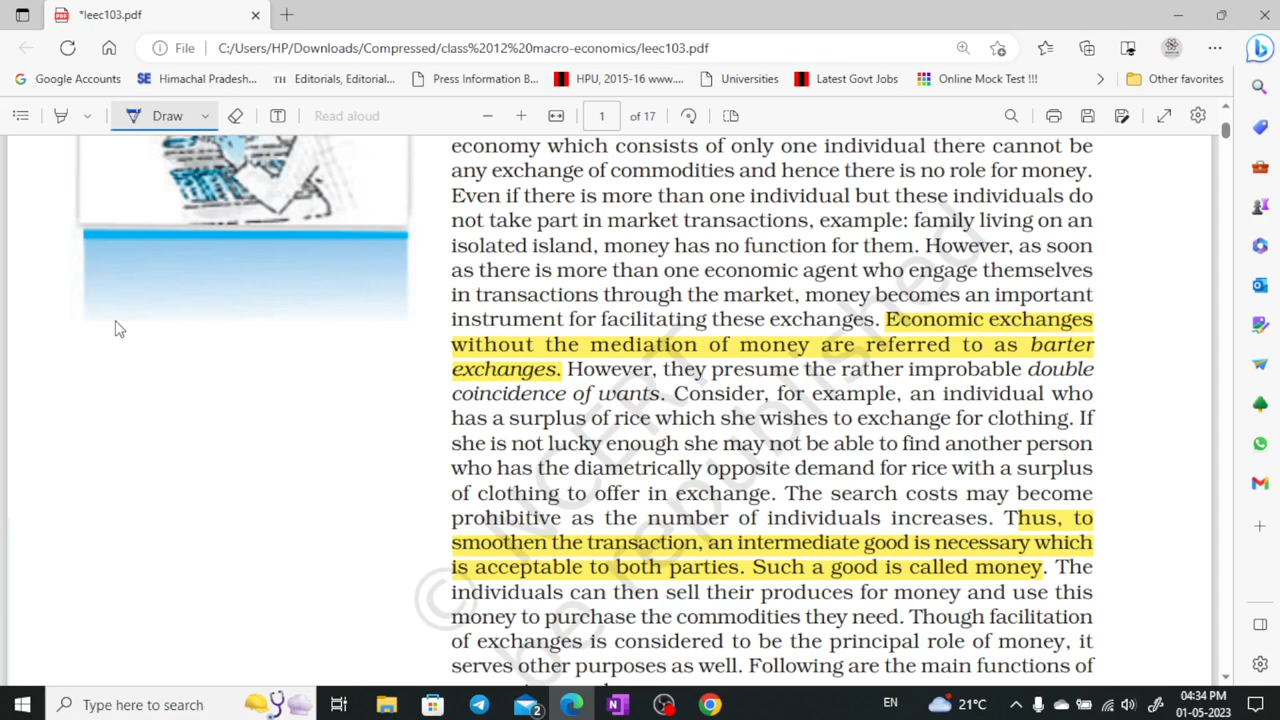 *leec103.pdf
File
C:/Users/HP/Downloads/Compressed/class%2012%20macro-economics/leec103.pdf
Google Accounts
SE Himachal Pradesh...
TH Editorials, Editorial...
Press Information B...
HPU, 2015-16 www....
Universities
Latest Govt Jobs
Online Mock Test !!!
Other favorites
Draw
Read aloud
1 of 17
economy which consists of only one individual there cannot be
any exchange of commodities and hence there is no role for money.
Even if there is more than one individual but these individuals do
not take part in market transactions, example: family living on an
isolated island, money has no function for them. However, as soon
as there is more than one economic agent who engage themselves
in transactions through the market, money becomes an important
instrument for facilitating these exchanges. Economic exchanges
without the mediation of money are referred to as barter
exchanges. However, they presume the rather improbable double
coincidence of wants. Consider, for example, an individual who
has a surplus of rice which she wishes to exchange for clothing. If
she is not lucky enough she may not be able to find another person
who has the diametrically opposite demand for rice with a surplus
of clothing to offer in exchange. The search costs may become
prohibitive as the number of individuals increases. Thus, to
smoothen the transaction, an intermediate good is necessary which
is acceptable to both parties. Such a good is called money. The
individuals can then sell their produces for money and use this
money to purchase the commodities they need. Though facilitation
of exchanges is considered to be the principal role of money, it
serves other purposes as well. Following are the main functions of
© NCERT
be republished
Type here to search
2
21°C
EN
04:34 PM
01-05-2023